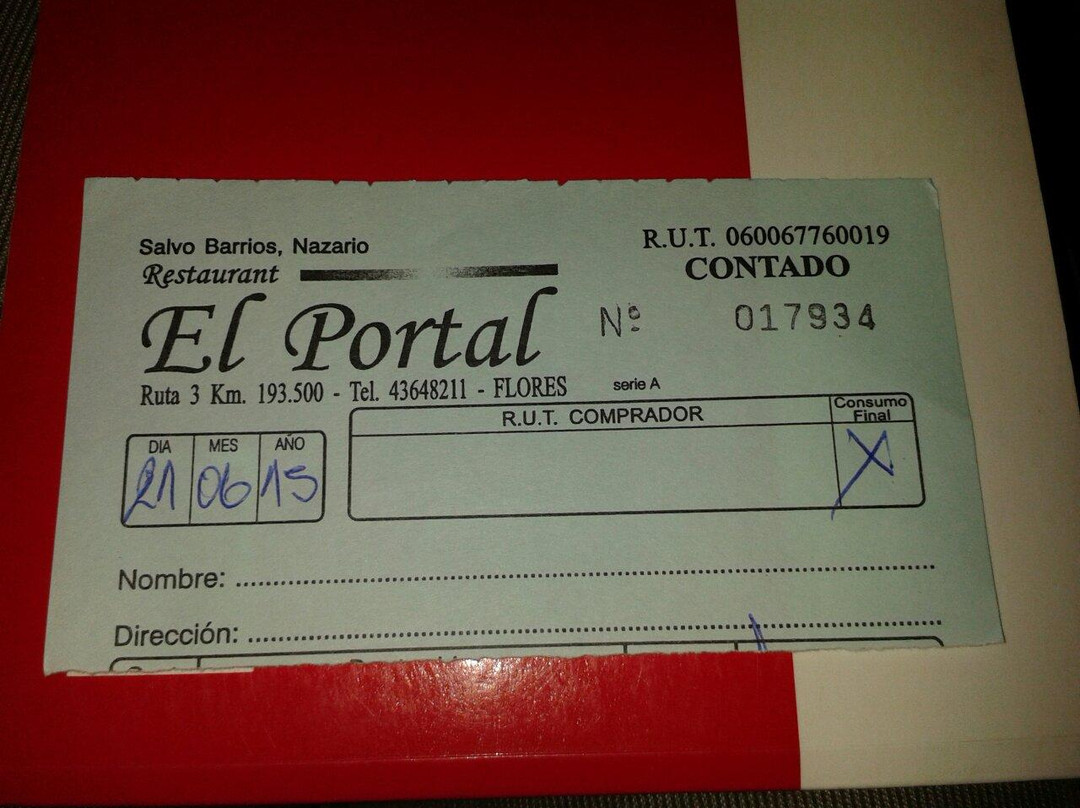 Salvo Barrios, Nazario
Restaurant
El Portal
Ruta 3 Km. 193.500 - Tel. 43648211 - FLORES
R.U.T. 060067760019
CONTADO
Nº 017934
serie A
R.U.T. COMPRADOR
Consumo
Final
X
DIA MES AÑO
21 06 15
Nombre:
Dirección: